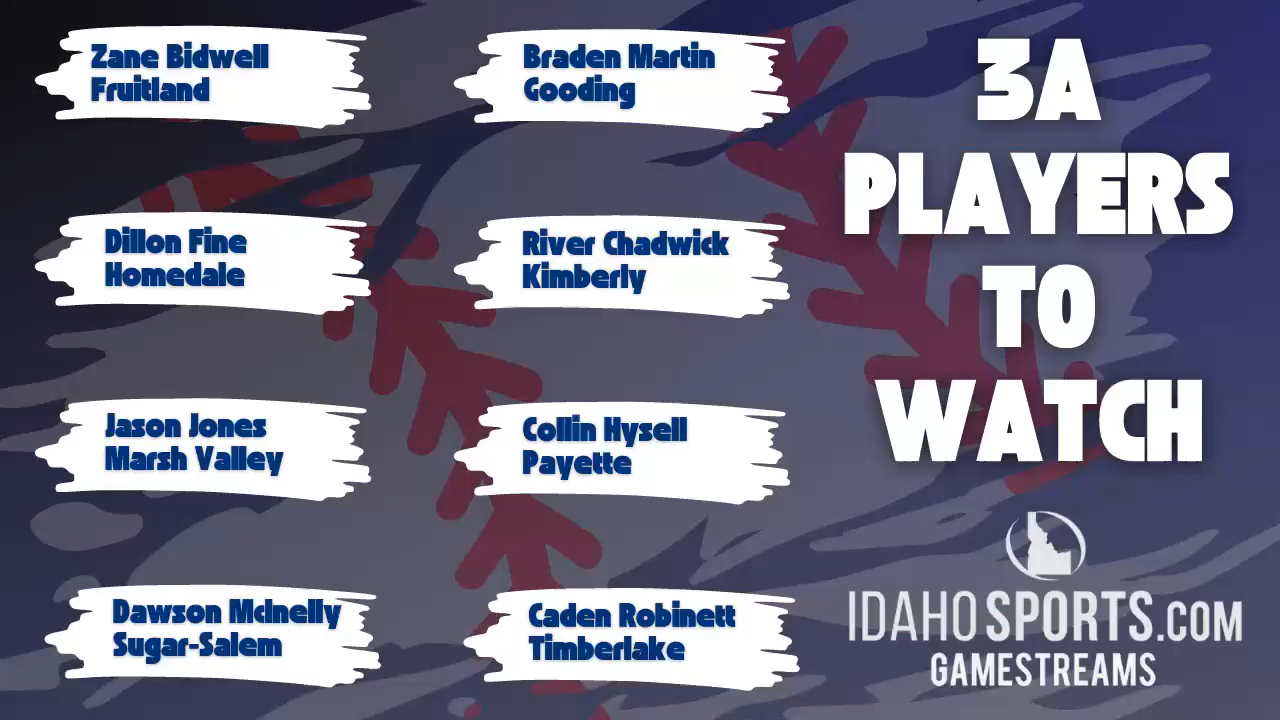 Zane Bidwell
Fruitland
Braden Martin
Gooding
Dillon Fine
Homedale
River Chadwick
Kimberly
Jason Jones
Marsh Valley
Collin Hysell
Payette
Dawson McInelly
Sugar-Salem
Caden Robinett
Timberlake
3A
PLAYERS
TO
WATCH
IDAHOSPORTS.COM
GAMESTREAMS